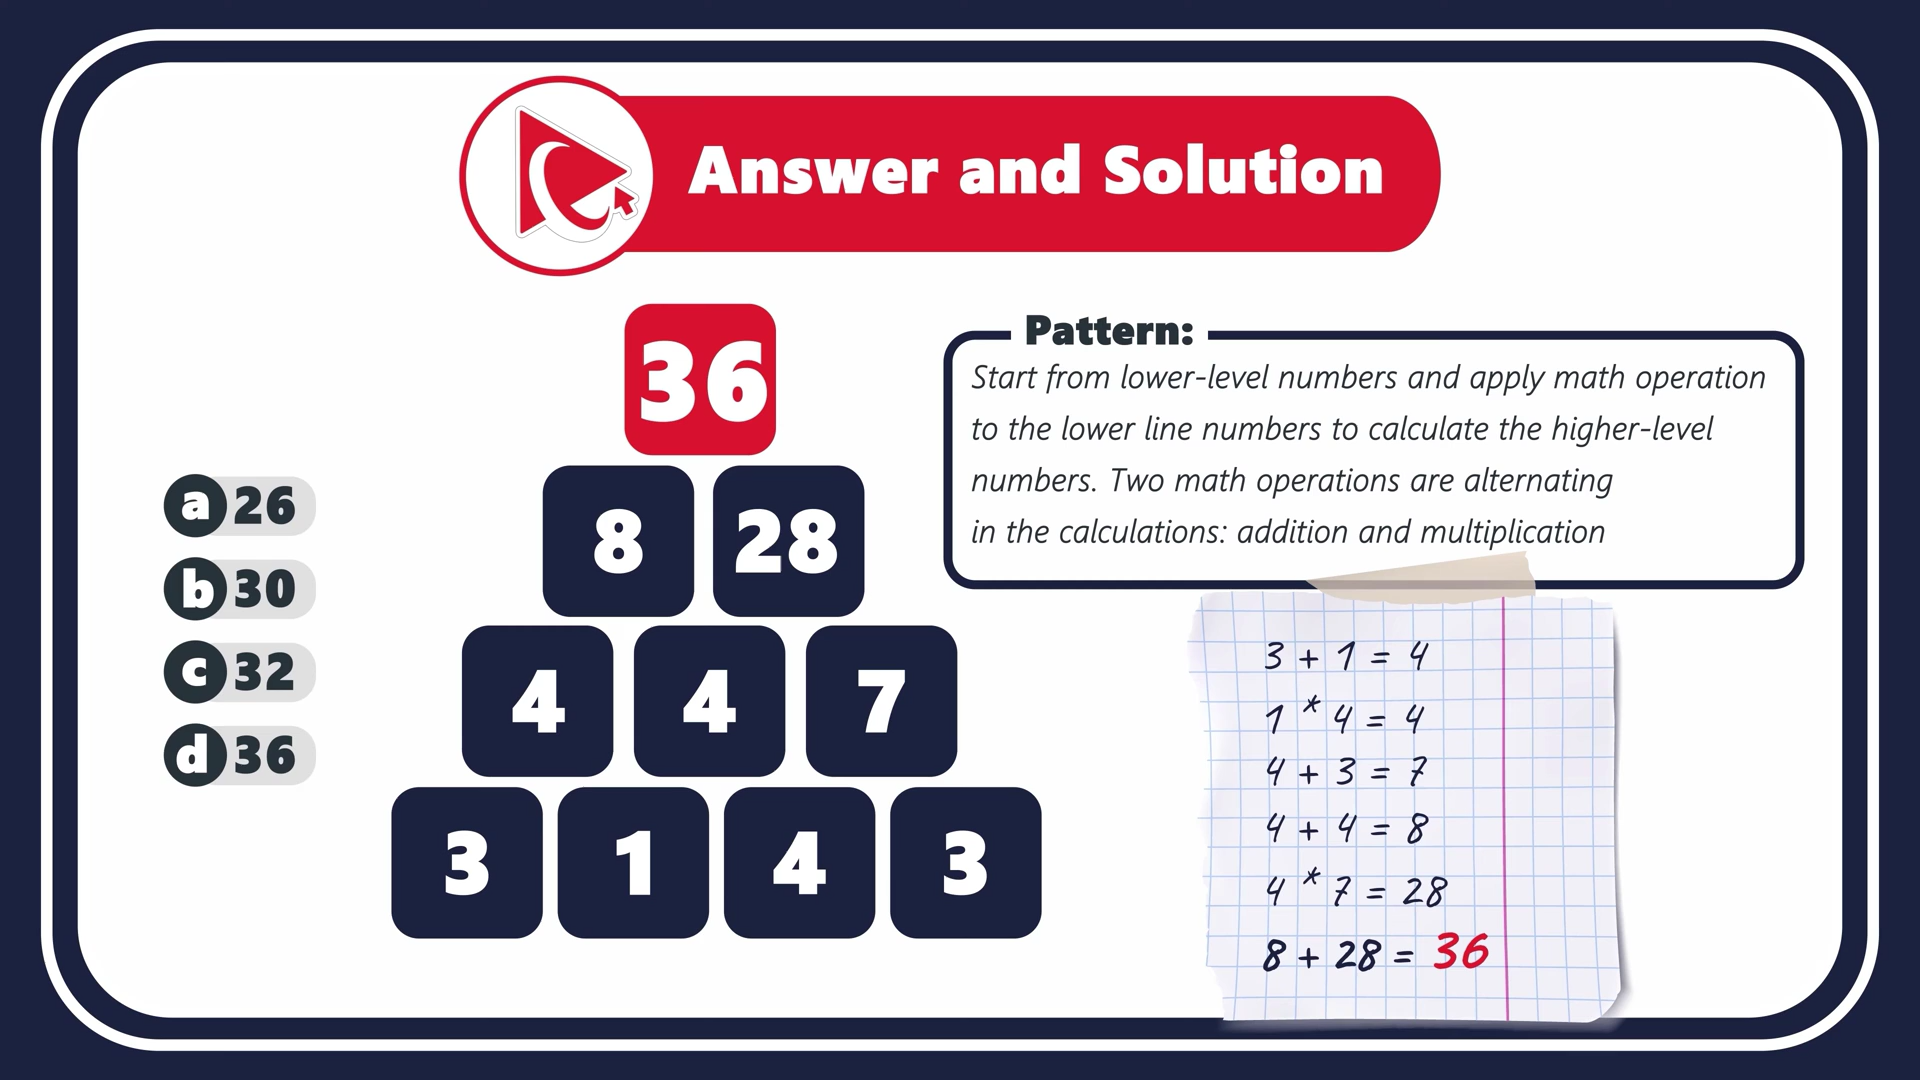 Answer and Solution
36
8 28
4 4 7
3 1 4 3
a 26
b 30
c 32
d 36
Pattern:
Start from lower-level numbers and apply math operation
to the lower line numbers to calculate the higher-level
numbers. Two math operations are alternating
in the calculations: addition and multiplication
3 + 1 = 4
1 * 4 = 4
4 + 3 = 7
4 + 4 = 8
4 * 7 = 28
8 + 28 = 36